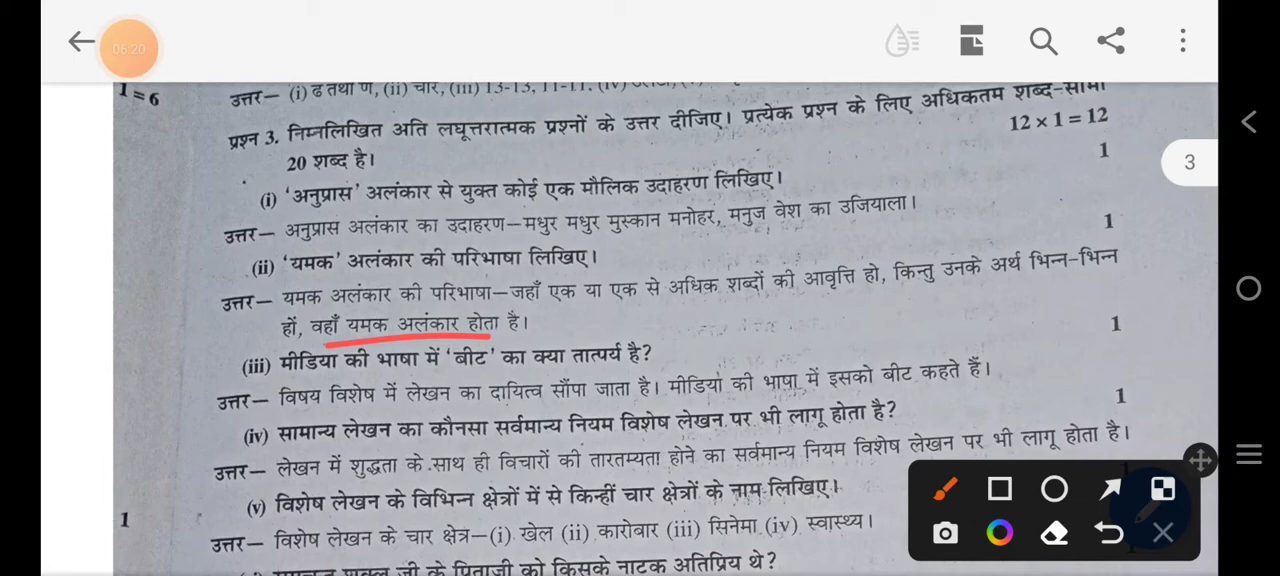 06:20
1 = 6
उत्तर— (i) ढ तथा ण, (ii) चार, (iii) 13-13, 11-11. (iv)
प्रश्न 3. निम्नलिखित अति लघूत्तरात्मक प्रश्नों के उत्तर दीजिए। प्रत्येक प्रश्न के लिए अधिकतम शब्द-सीमा
20 शब्द है। 12 × 1 = 12
3
(i) 'अनुप्रास' अलंकार से युक्त कोई एक मौलिक उदाहरण लिखिए। 1
उत्तर— अनुप्रास अलंकार का उदाहरण—मधुर मधुर मुस्कान मनोहर, मनुज वेश का उजियाला।
(ii) 'यमक' अलंकार की परिभाषा लिखिए। 1
उत्तर— यमक अलंकार की परिभाषा—जहाँ एक या एक से अधिक शब्दों की आवृत्ति हो, किन्तु उनके अर्थ भिन्न-भिन्न
हों, वहाँ यमक अलंकार होता है।
(iii) मीडिया की भाषा में 'बीट' का क्या तात्पर्य है? 1
उत्तर— विषय विशेष में लेखन का दायित्व सौंपा जाता है। मीडिया की भाषा में इसको बीट कहते हैं।
(iv) सामान्य लेखन का कौनसा सर्वमान्य नियम विशेष लेखन पर भी लागू होता है? 1
उत्तर— लेखन में शुद्धता के साथ ही विचारों की तारतम्यता होने का सर्वमान्य नियम विशेष लेखन पर भी लागू होता है।
(v) विशेष लेखन के विभिन्न क्षेत्रों में से किन्हीं चार क्षेत्रों के नाम लिखिए।
1
उत्तर— विशेष लेखन के चार क्षेत्र—(i) खेल (ii) कारोबार (iii) सिनेमा (iv) स्वास्थ्य।
जी के पिताजी को किसके नाटक अतिप्रिय थे?